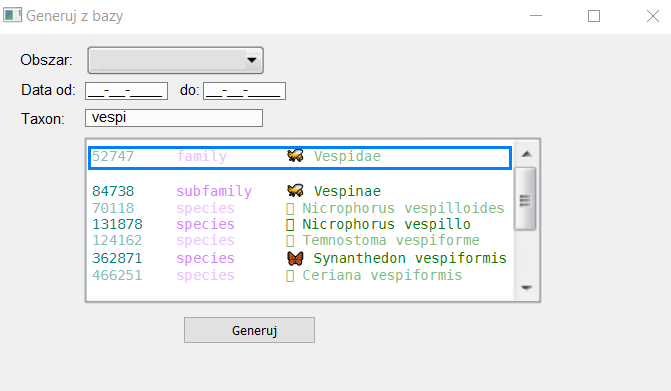 Generuj z bazy
Obszar:
Data od: __-__-____ do: __-__-____
Taxon: vespi
52747 family Vespidae
84738 subfamily Vespinae
70118 species Nicrophorus vespilloides
131878 species Nicrophorus vespillo
124162 species Temnostoma vespiforme
362871 species Synanthedon vespiformis
466251 species Ceriana vespiformis
Generuj